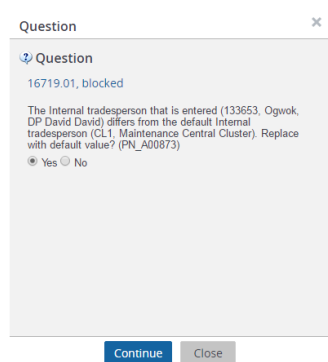 Question
Question
16719.01, blocked
The Internal tradesperson that is entered (133653, Ogwok,
DP David David) differs from the default Internal
tradesperson (CL1, Maintenance Central Cluster). Replace
with default value? (PN_A00873)
Yes No
Continue Close